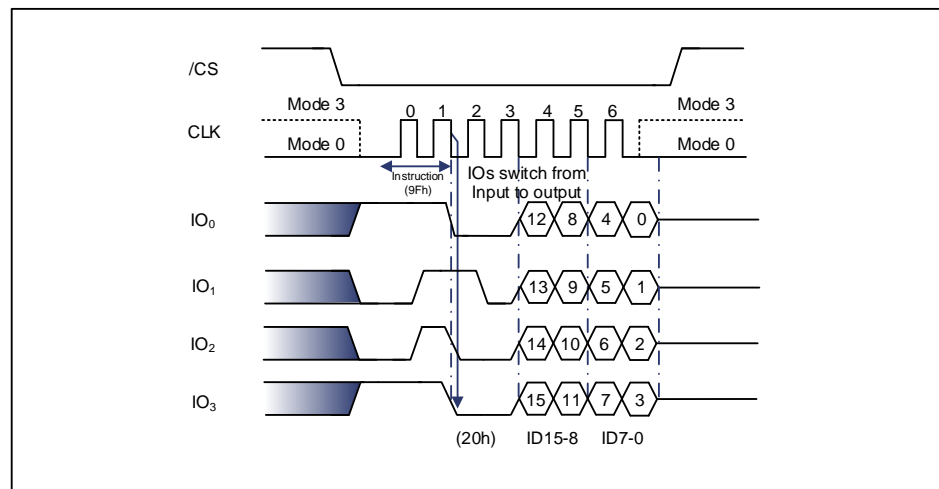 /CS
Mode 3
Mode 3
0 1 2 3 4 5 6
CLK
Mode 0
Mode 0
Instruction
(9Fh)
IOs switch from
Input to output
IO0
12 8 4 0
IO1
13 9 5 1
IO2
14 10 6 2
IO3
15 11 7 3
(20h) ID15-8 ID7-0